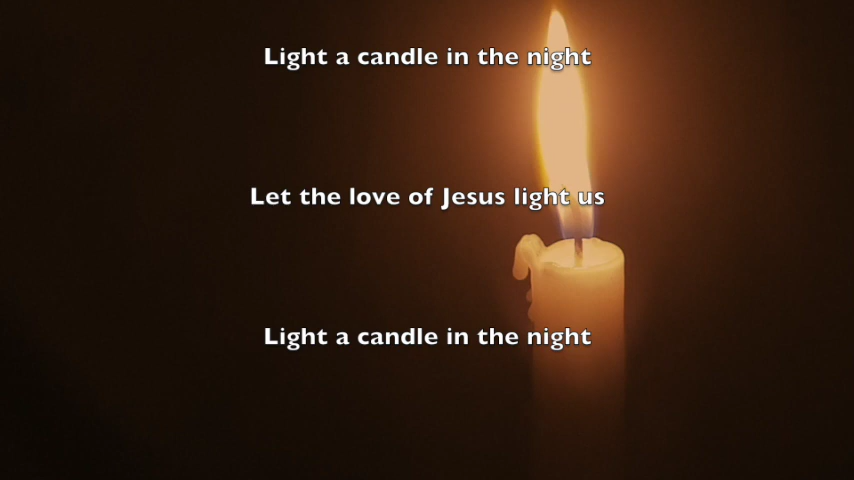 Light a candle in the night
Let the love of Jesus light us
Light a candle in the night